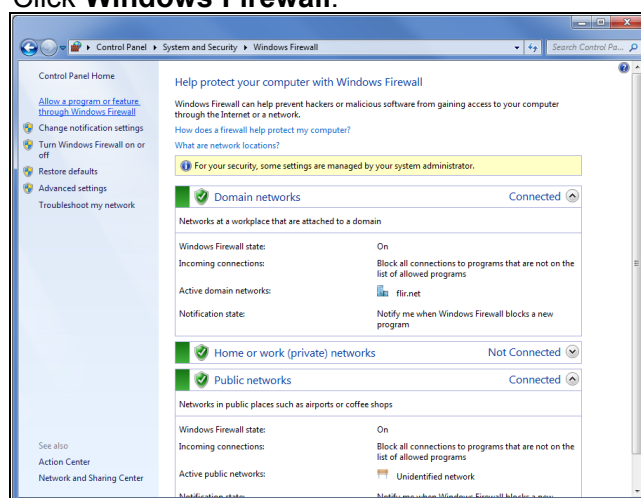 Click Windows Firewall.
Control Panel ▸ System and Security ▸ Windows Firewall
Search Control Pa...
Control Panel Home
Allow a program or feature
through Windows Firewall
Change notification settings
Turn Windows Firewall on or
off
Restore defaults
Advanced settings
Troubleshoot my network
See also
Action Center
Network and Sharing Center
Help protect your computer with Windows Firewall
Windows Firewall can help prevent hackers or malicious software from gaining access to your computer
through the Internet or a network.
How does a firewall help protect my computer?
What are network locations?
For your security, some settings are managed by your system administrator.
Domain networks Connected
Networks at a workplace that are attached to a domain
Windows Firewall state: On
Incoming connections: Block all connections to programs that are not on the
list of allowed programs
Active domain networks: flir.net
Notification state: Notify me when Windows Firewall blocks a new
program
Home or work (private) networks Not Connected
Public networks Connected
Networks in public places such as airports or coffee shops
Windows Firewall state: On
Incoming connections: Block all connections to programs that are not on the
list of allowed programs
Active public networks: Unidentified network
Notification state: Notify me when Windows Firewall blocks a new